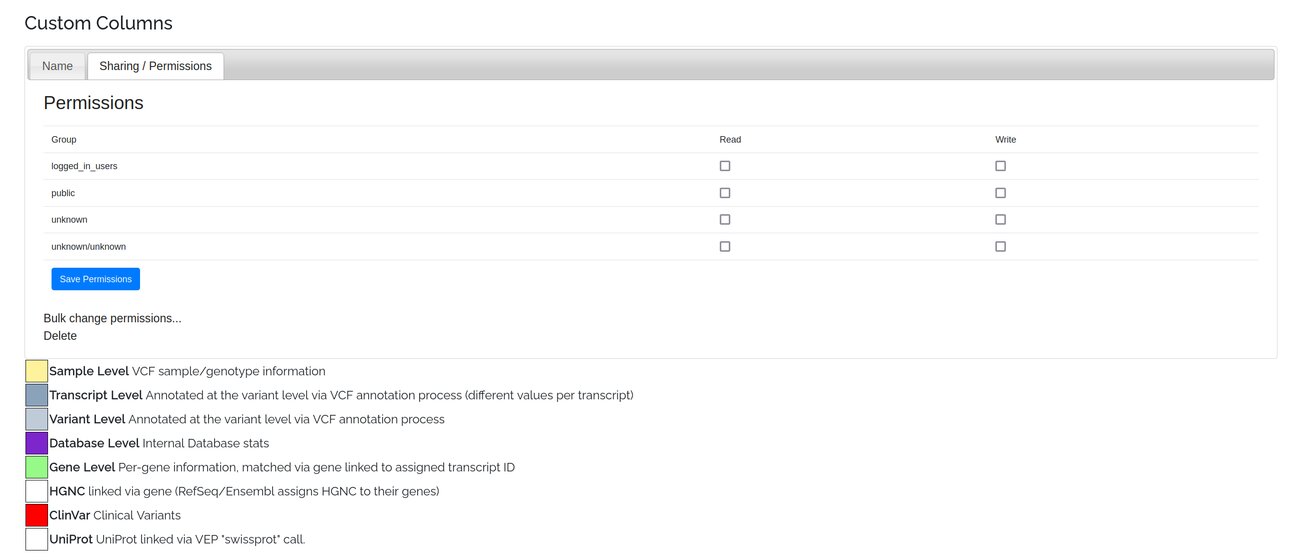 Custom Columns
Name Sharing / Permissions
Permissions
Group Read Write
logged_in_users
public
unknown
unknown/unknown
Save Permissions
Bulk change permissions...
Delete
Sample Level VCF sample/genotype information
Transcript Level Annotated at the variant level via VCF annotation process (different values per transcript)
Variant Level Annotated at the variant level via VCF annotation process
Database Level Internal Database stats
Gene Level Per-gene information, matched via gene linked to assigned transcript ID
HGNC linked via gene (RefSeq/Ensembl assigns HGNC to their genes)
ClinVar Clinical Variants
UniProt UniProt linked via VEP "swissprot" call.